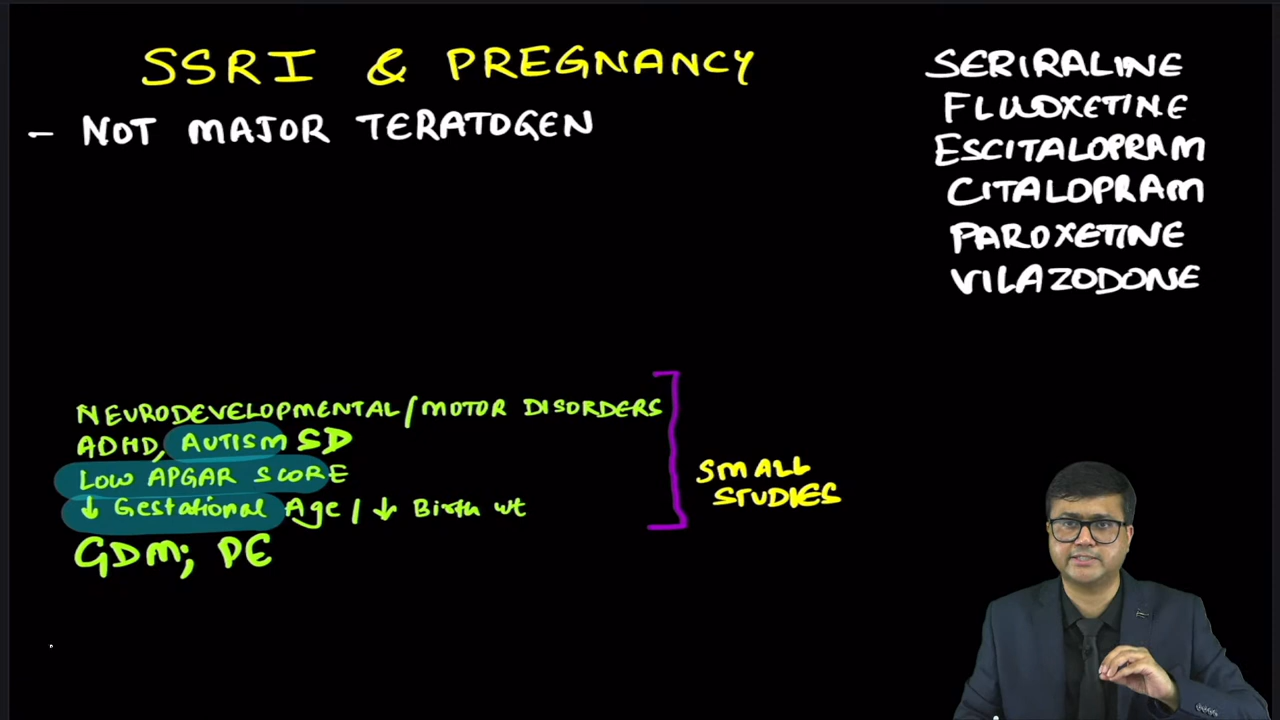 SSRI & PREGNANCY
- NOT MAJOR TERATOGEN
SERIRALINE
FLUOXETINE
ESCITALOPRAM
CITALOPRAM
PAROXETINE
VILAZODONE
NEURODEVELOPMENTAL/MOTOR DISORDERS
ADHD, AUTISM SD
LOW APGAR SCORE
↓ Gestational Age / ↓ Birth wt
GDM; PE
SMALL
STUDIES